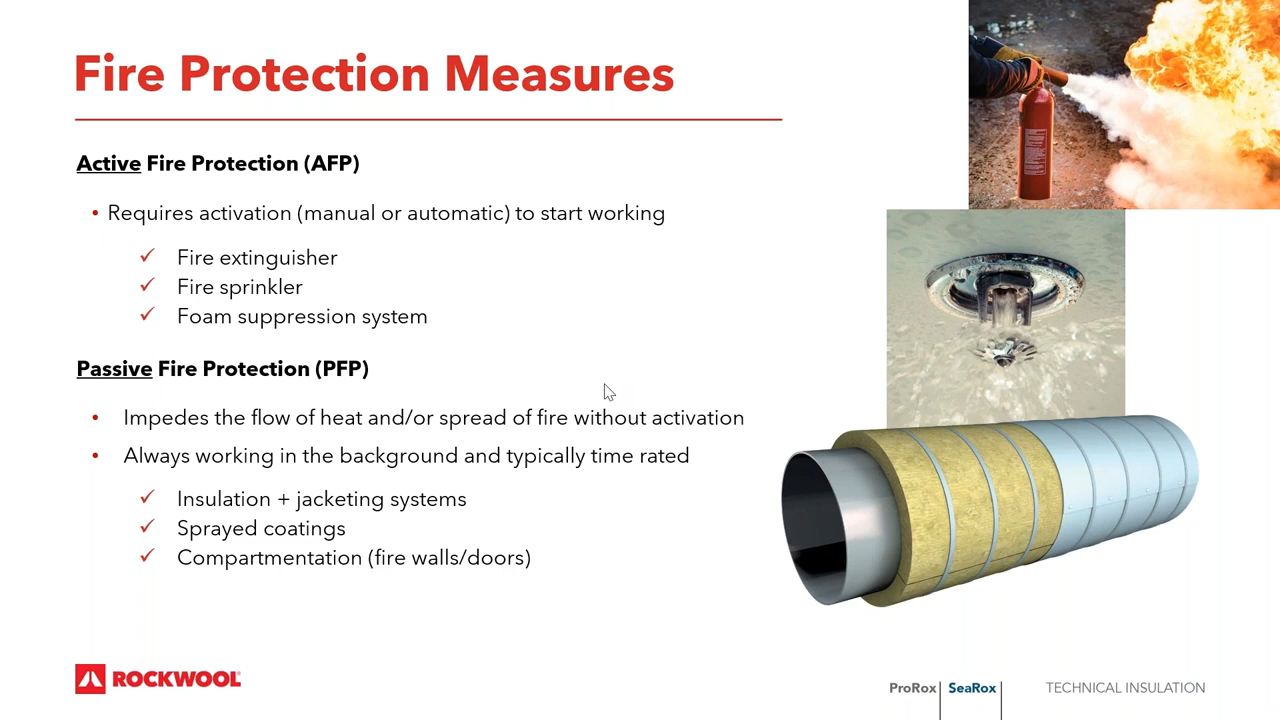 Fire Protection Measures
Active Fire Protection (AFP)
• Requires activation (manual or automatic) to start working
✓ Fire extinguisher
✓ Fire sprinkler
✓ Foam suppression system
Passive Fire Protection (PFP)
• Impedes the flow of heat and/or spread of fire without activation
• Always working in the background and typically time rated
✓ Insulation + jacketing systems
✓ Sprayed coatings
✓ Compartmentation (fire walls/doors)
ROCKWOOL®
ProRox SeaRox TECHNICAL INSULATION